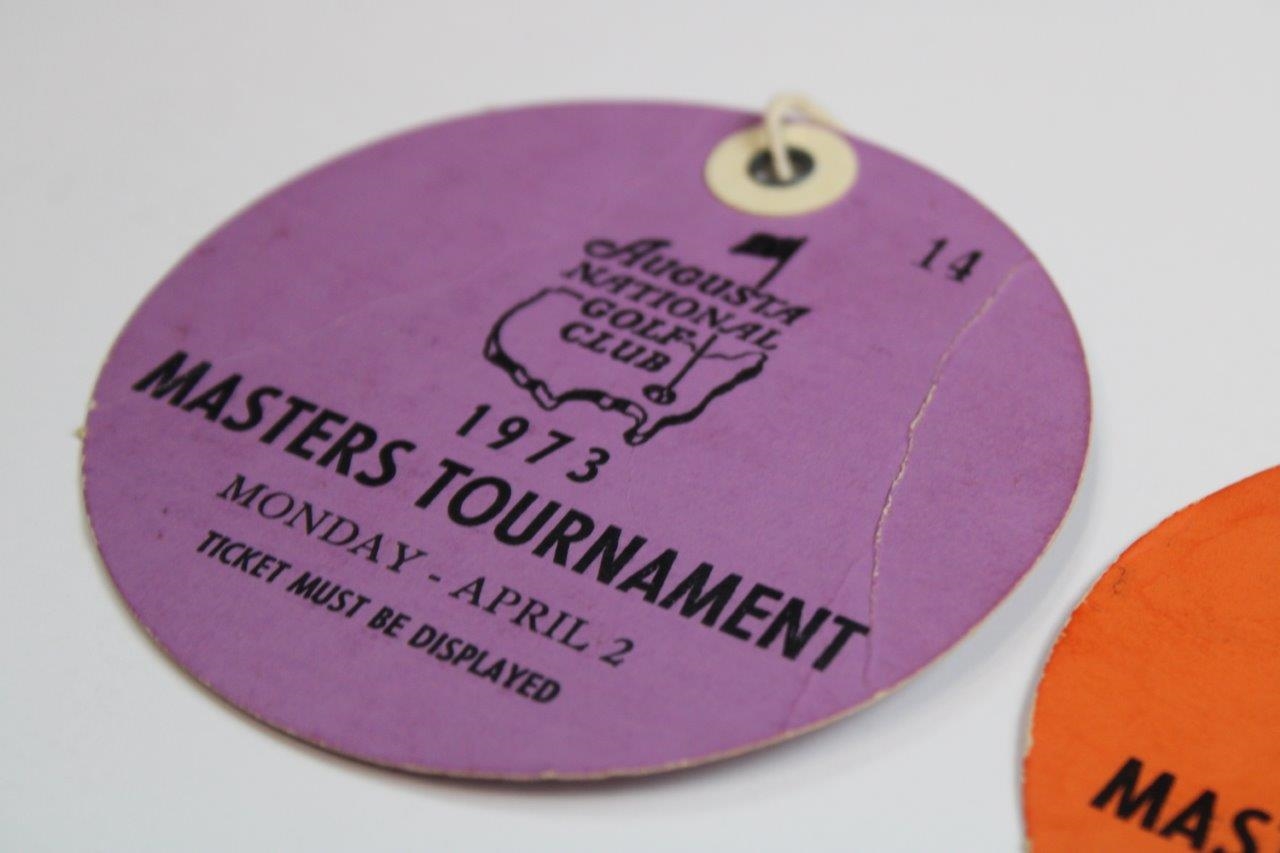 14
Augusta
National
Golf
Club
1973
MASTERS TOURNAMENT
MONDAY - APRIL 2
TICKET MUST BE DISPLAYED
MAS